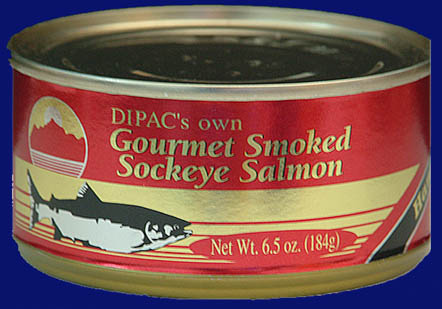 DIPAC's own
Gourmet Smoked
Sockeye Salmon
Net Wt. 6.5 oz. (184g)